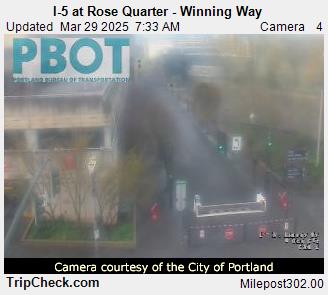 I-5 at Rose Quarter - Winning Way
Updated Mar 29 2025 7:33 AM Camera 4
PBOT
PORTLAND BUREAU OF TRANSPORTATION
Camera courtesy of the City of Portland
TripCheck.com Milepost302.00